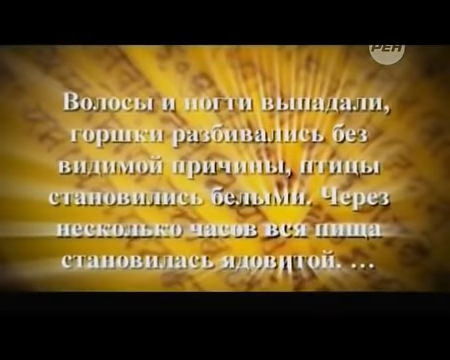 РЕН
Волосы и ногти выпадали,
горшки разбивались без
видимой причины, птицы
становились белыми. Через
несколько часов вся пища
становилась ядовитой. ...